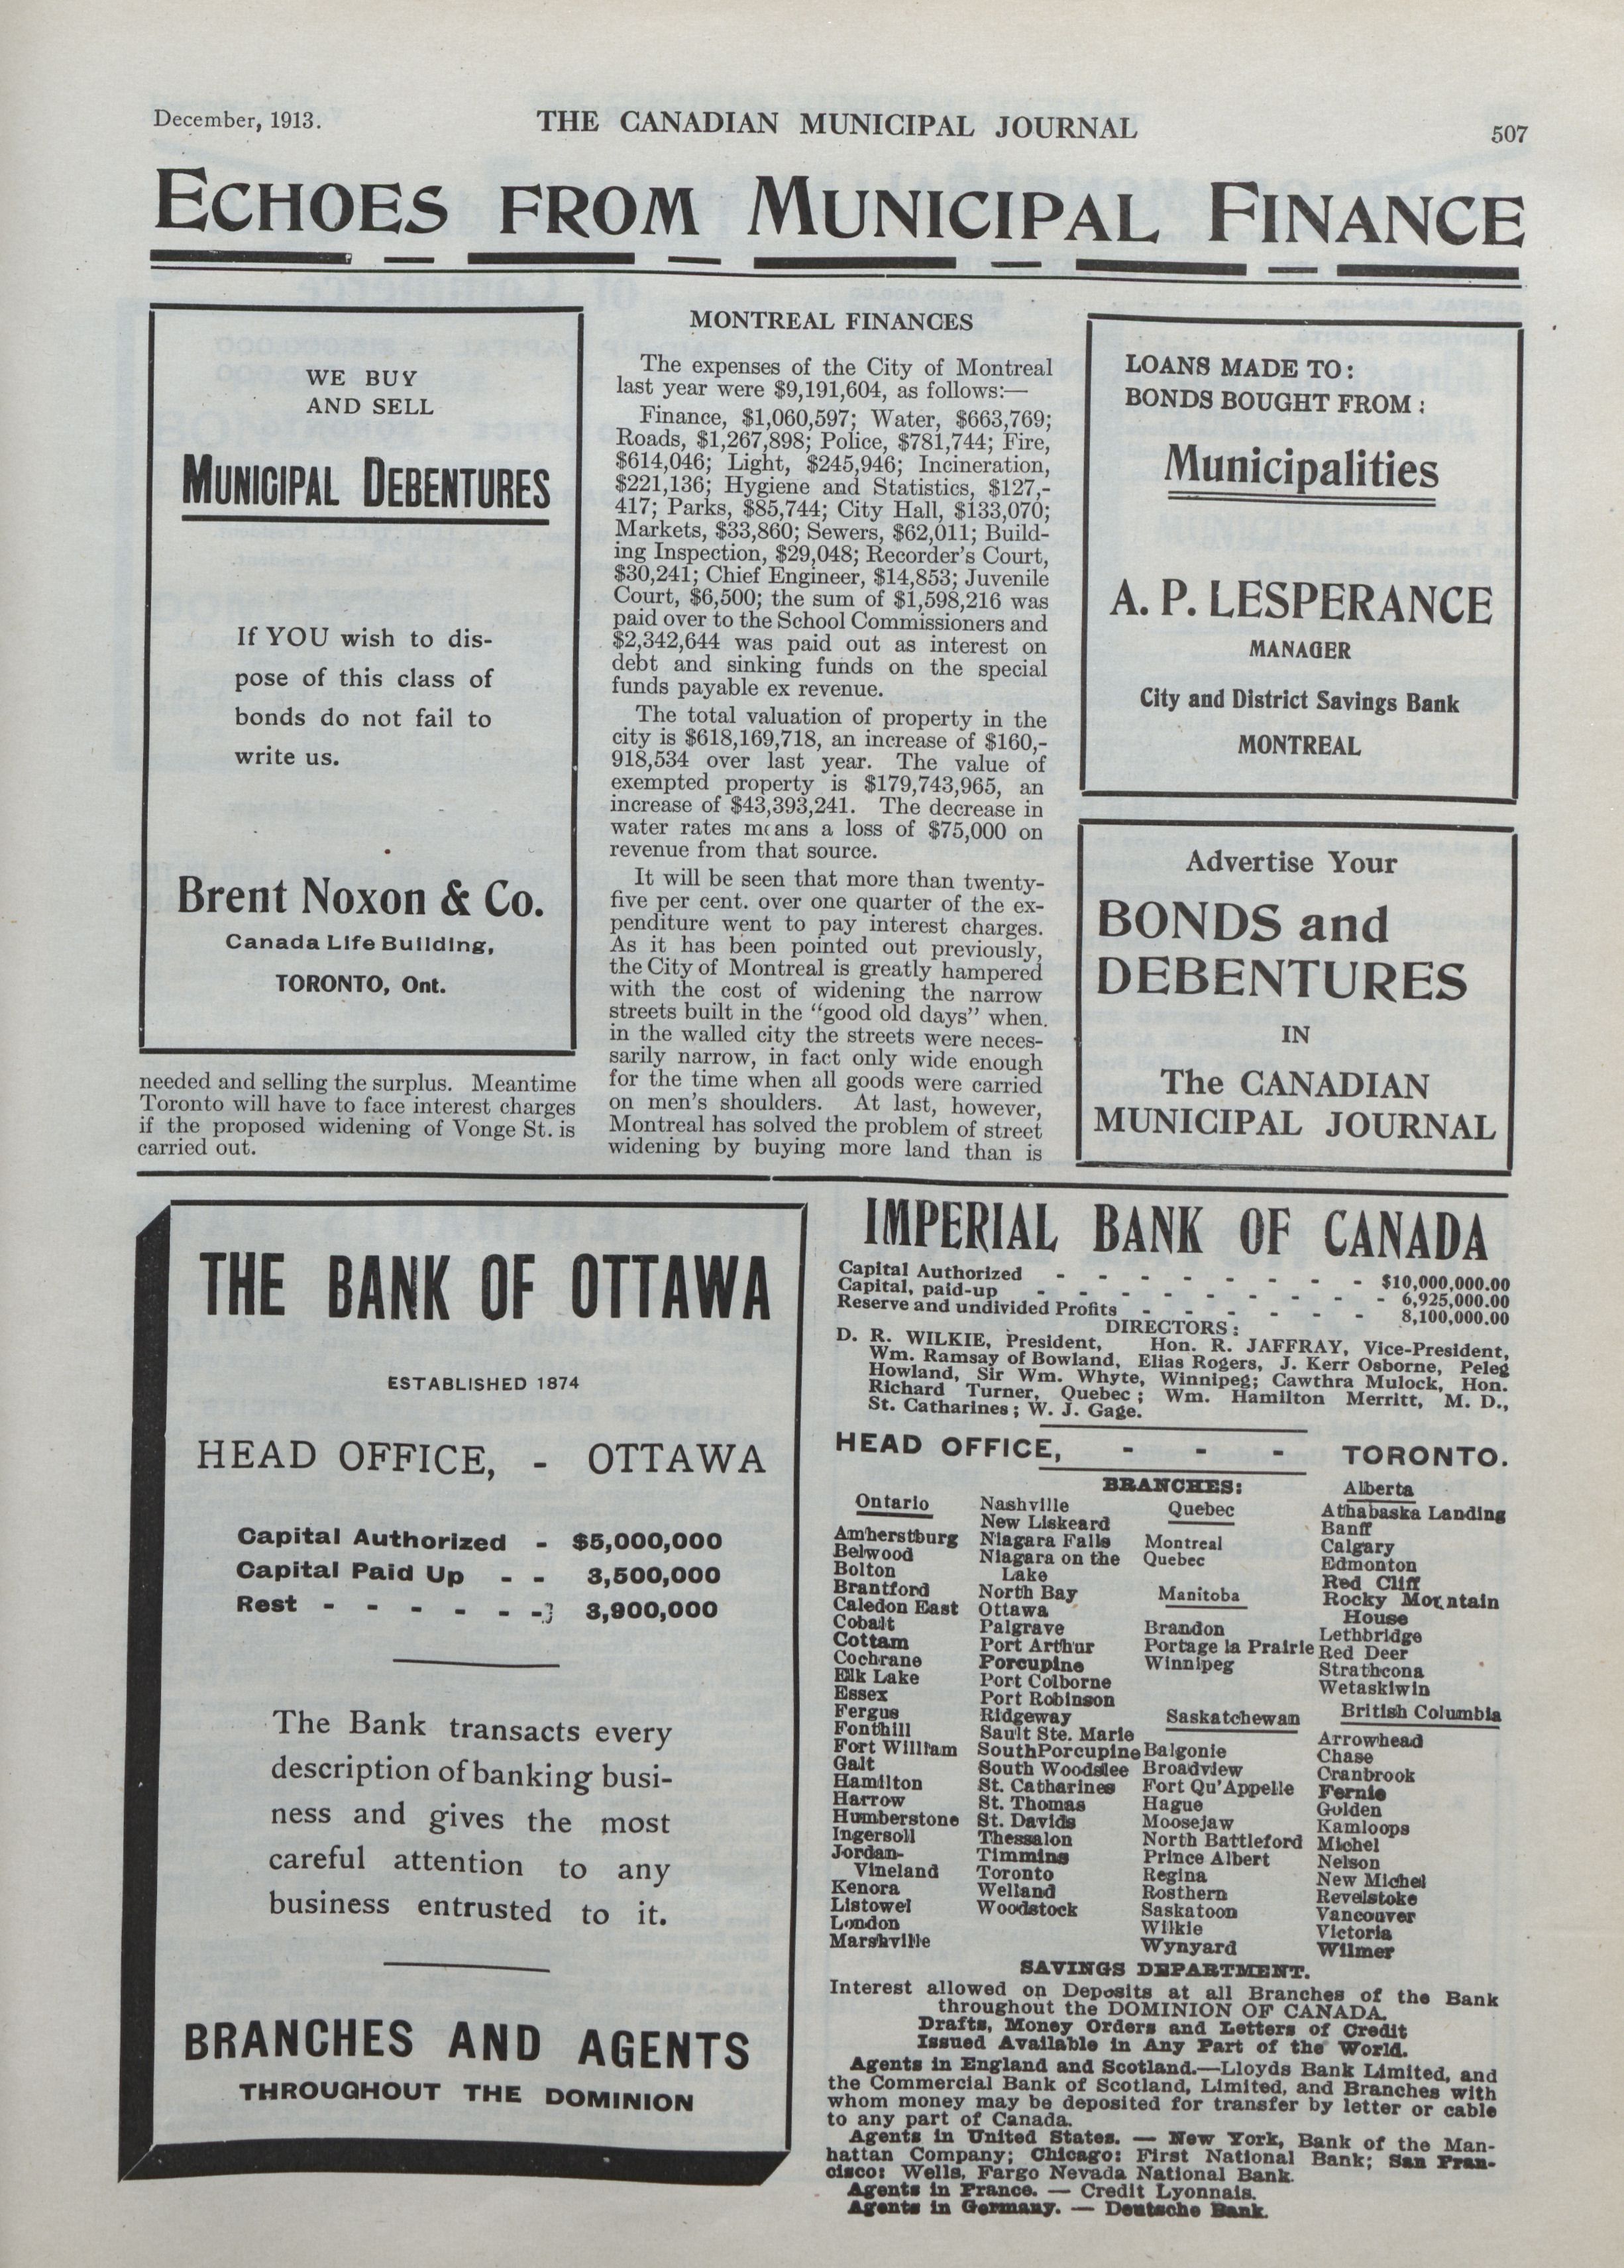 December, 1913.
THE CANADIAN MUNICIPAL JOURNAL
507
ECHOES FROM MUNICIPAL FINANCE
WE BUY
AND SELL
MUNICIPAL DEBENTURES
If YOU wish to dis-
pose of this class of
bonds do not fail to
write us.
Brent Noxon & Co.
Canada Life Building,
TORONTO, Ont.
MONTREAL FINANCES
The expenses of the City of Montreal
last year were $9,191,604, as follows:—
Finance, $1,060,597; Water, $663,769;
Roads, $1,267,898; Police, $781,744; Fire,
$614,046; Light, $245,946; Incineration,
$221,136; Hygiene and Statistics, $127,-
417; Parks, $85,744; City Hall, $133,070;
Markets, $33,860; Sewers, $62,011; Build-
ing Inspection, $29,048; Recorder's Court,
$30,241; Chief Engineer, $14,853; Juvenile
Court, $6,500; the sum of $1,598,216 was
paid over to the School Commissioners and
$2,342,644 was paid out as interest on
debt and sinking funds on the special
funds payable ex revenue.
The total valuation of property in the
city is $618,169,718, an increase of $160,-
918,534 over last year. The value of
exempted property is $179,743,965, an
increase of $43,393,241. The decrease in
water rates means a loss of $75,000 on
revenue from that source.
It will be seen that more than twenty-
five per cent. over one quarter of the ex-
penditure went to pay interest charges.
As it has been pointed out previously,
the City of Montreal is greatly hampered
with the cost of widening the narrow
streets built in the "good old days" when,
in the walled city the streets were neces-
sarily narrow, in fact only wide enough
for the time when all goods were carried
on men's shoulders. At last, however,
Montreal has solved the problem of street
widening by buying more land than is
needed and selling the surplus. Meantime
Toronto will have to face interest charges
if the proposed widening of Vonge St. is
carried out.
LOANS MADE TO:
BONDS BOUGHT FROM:
Municipalities
A. P. LESPERANCE
MANAGER
City and District Savings Bank
MONTREAL
Advertise Your
BONDS and
DEBENTURES
IN
The CANADIAN
MUNICIPAL JOURNAL
THE BANK OF OTTAWA
ESTABLISHED 1874
HEAD OFFICE, - OTTAWA
Capital Authorized - $5,000,000
Capital Paid Up - - 3,500,000
Rest - - - - - - 3,900,000
The Bank transacts every
description of banking busi-
ness and gives the most
careful attention to any
business entrusted to it.
BRANCHES AND AGENTS
THROUGHOUT THE DOMINION
IMPERIAL BANK OF CANADA
Capital Authorized - - - - - - - - $10,000,000.00
Capital, paid-up - - - - - - - - - 6,925,000.00
Reserve and undivided Profits - - - - - - 8,100,000.00
DIRECTORS:
D. R. WILKIE, President, Hon. R. JAFFRAY, Vice-President,
Wm. Ramsay of Bowland, Elias Rogers, J. Kerr Osborne, Peleg
Howland, Sir Wm. Whyte, Winnipeg; Cawthra Mulock, Hon.
Richard Turner, Quebec; Wm. Hamilton Merritt, M. D.,
St. Catharines; W. J. Gage.
HEAD OFFICE, - - - TORONTO.
BRANCHES:
Ontario
Amherstburg
Belwood
Bolton
Brantford
Caledon East
Cobalt
Cottam
Cochrane
Elk Lake
Essex
Fergus
Fonthill
Fort William
Galt
Hamilton
Harrow
Humberstone
Ingersoll
Jordan-
Vineland
Kenora
Listowel
London
Marshville
Nashville
New Liskeard
Niagara Falls
Niagara on the
Lake
North Bay
Ottawa
Palgrave
Port Arthur
Porcupine
Port Colborne
Port Robinson
Ridgeway
Sault Ste. Marie
South Porcupine
South Woodslee
St. Catharines
St. Thomas
St. Davids
Thessalon
Timmins
Toronto
Welland
Woodstock
Quebec
Montreal
Quebec
Manitoba
Brandon
Portage la Prairie
Winnipeg
Saskatchewan
Balgonie
Broadview
Fort Qu'Appelle
Hague
Moosejaw
North Battleford
Prince Albert
Regina
Rosthern
Saskatoon
Wilkie
Wynyard
Alberta
Athabaska Landing
Banff
Calgary
Edmonton
Red Cliff
Rocky Mountain
House
Lethbridge
Red Deer
Strathcona
Wetaskiwin
British Columbia
Arrowhead
Chase
Cranbrook
Fernie
Golden
Kamloops
Michel
Nelson
New Michel
Revelstoke
Vancouver
Victoria
Wilmer
SAVINGS DEPARTMENT.
Interest allowed on Deposits at all Branches of the Bank
throughout the DOMINION OF CANADA.
Drafts, Money Orders and Letters of Credit
Issued Available in Any Part of the World.
Agents in England and Scotland.—Lloyds Bank Limited, and
the Commercial Bank of Scotland, Limited, and Branches with
whom money may be deposited for transfer by letter or cable
to any part of Canada.
Agents in United States. — New York, Bank of the Man-
hattan Company; Chicago: First National Bank; San Fran-
cisco: Wells, Fargo Nevada National Bank.
Agents in France. — Credit Lyonnais.
Agents in Germany. — Deutsche Bank.